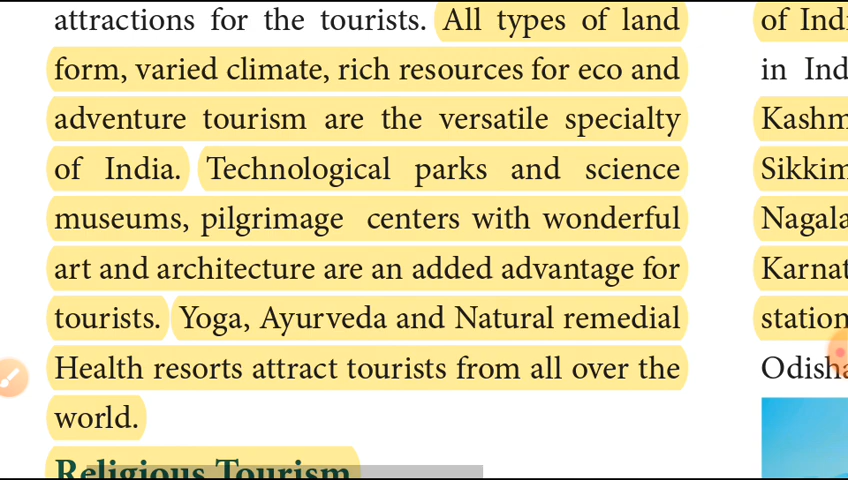 attractions for the tourists. All types of land
form, varied climate, rich resources for eco and
adventure tourism are the versatile specialty
of India. Technological parks and science
museums, pilgrimage centers with wonderful
art and architecture are an added advantage for
tourists. Yoga, Ayurveda and Natural remedial
Health resorts attract tourists from all over the
world.
Religious Tourism
of Indi
in Ind
Kashm
Sikkim
Nagala
Karnat
station
Odisha